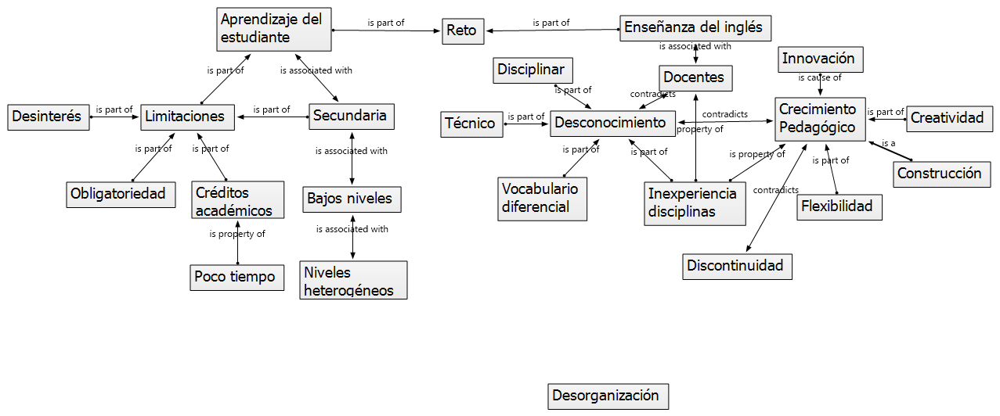 Aprendizaje del
estudiante
is part of
Reto
is part of
Enseñanza del inglés
is part of
is associated with
is associated with
Disciplinar
is part of
Docentes
Innovación
is cause of
contradicts
Desinterés
is part of
Limitaciones
is part of
Secundaria
Técnico
is part of
Desconocimiento
contradicts
property of
Crecimiento
Pedagógico
is part of
Creatividad
is part of
is part of
is associated with
is part of
is part of
is property of
is part of
is a
Construcción
Obligatoriedad
Créditos
académicos
Bajos niveles
Vocabulario
diferencial
Inexperiencia
disciplinas
contradicts
Flexibilidad
is property of
is associated with
Poco tiempo
Niveles
heterogéneos
Discontinuidad
Desorganización